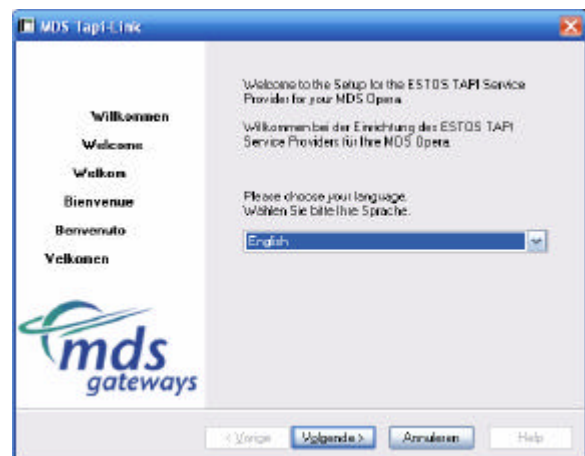 MDS Tapi-Link
Willkommen
Welcome
Welkom
Bienvenue
Benvenuto
Velkomen
mds
gateways
Welcome to the Setup for the ESTOS TAPI Service
Provider for your MDS Opera.
Willkommen bei der Einrichtung des ESTOS TAPI
Service Providers für Ihre MDS Opera
Please choose your language.
Wählen Sie bitte Ihre Sprache.
English
< Vorige
Volgende >
Annuleren
Help